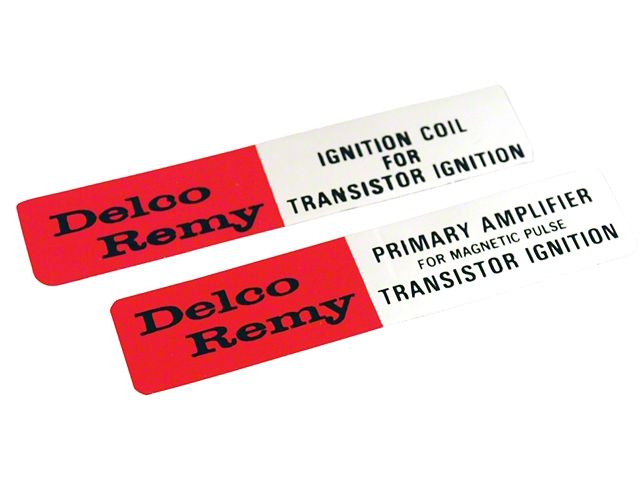 Delco
Remy
IGNITION COIL
FOR
TRANSISTOR IGNITION
Delco
Remy
PRIMARY AMPLIFIER
FOR MAGNETIC PULSE
TRANSISTOR IGNITION